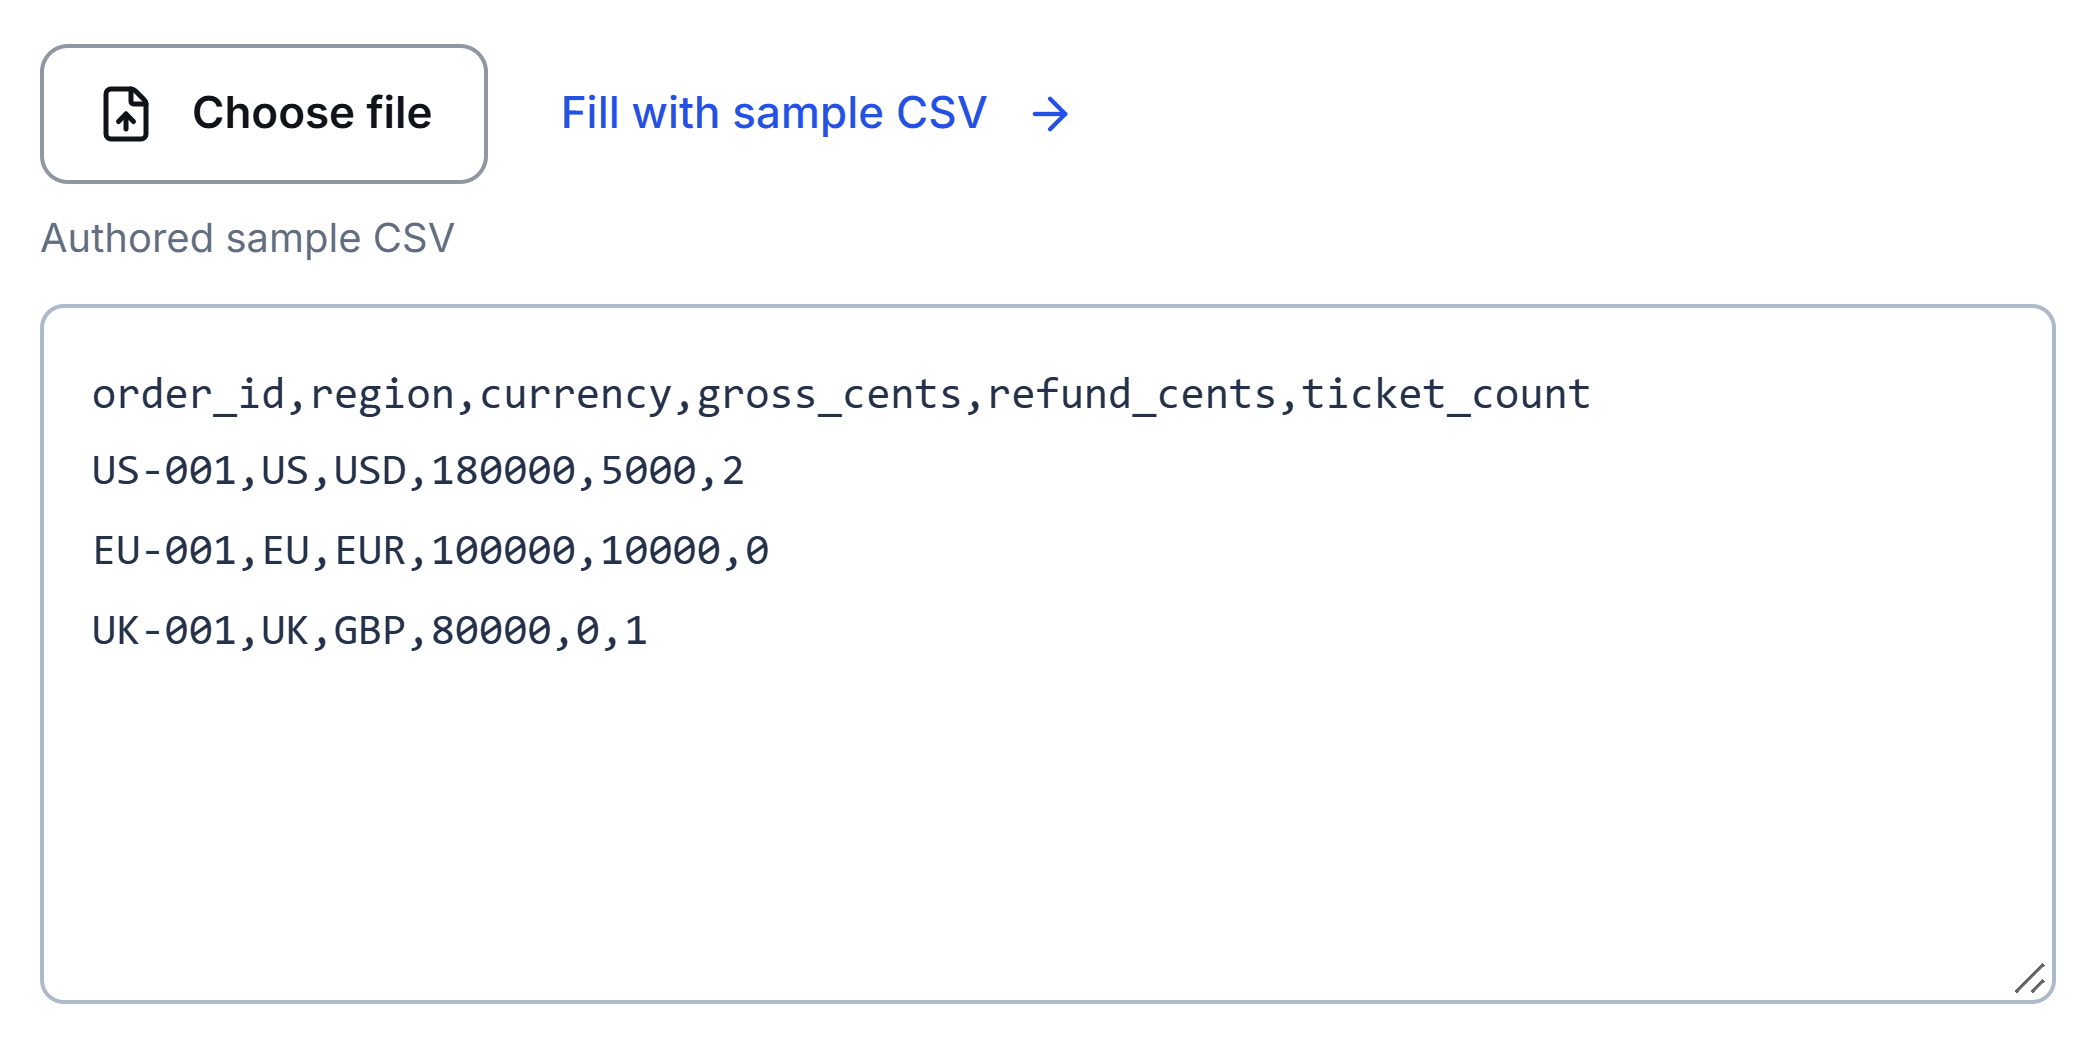 Choose file
Fill with sample CSV →
Authored sample CSV
order_id,region,currency,gross_cents,refund_cents,ticket_count
US-001,US,USD,180000,5000,2
EU-001,EU,EUR,100000,10000,0
UK-001,UK,GBP,80000,0,1